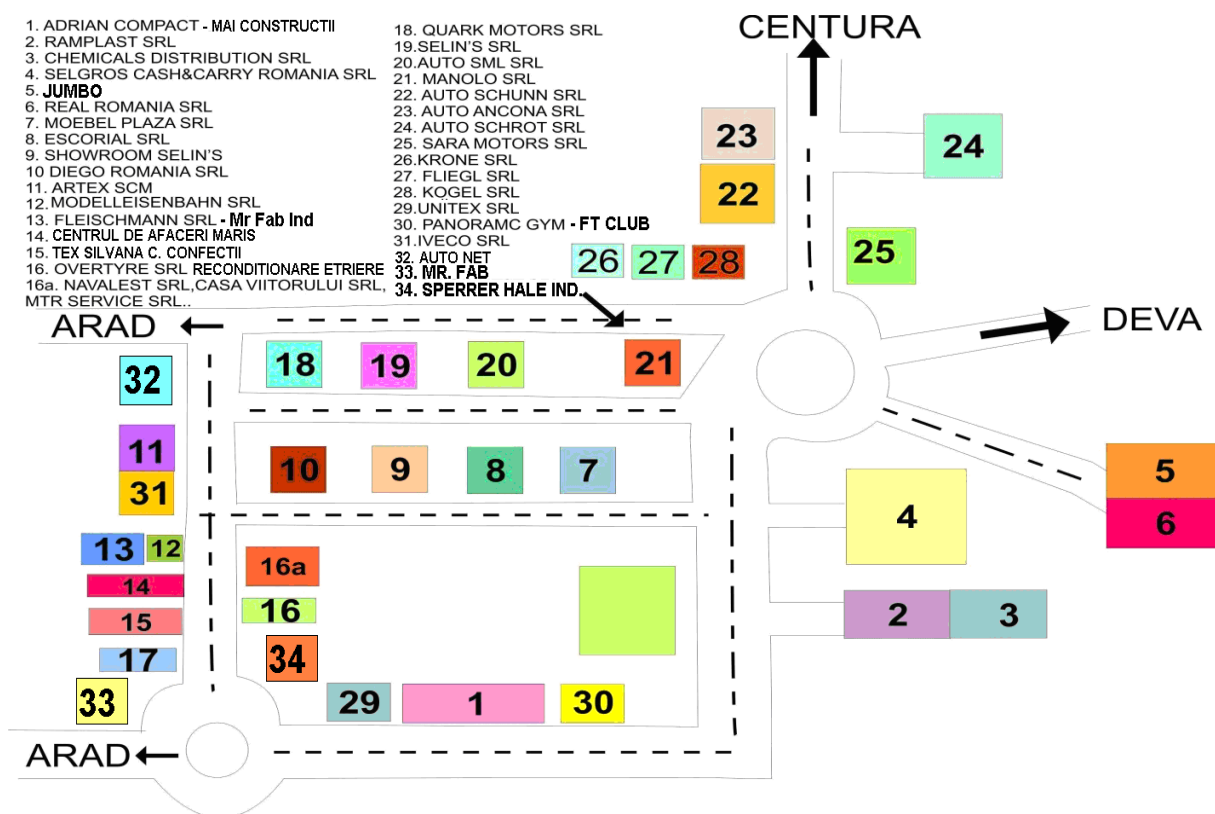 1. ADRIAN COMPACT - MAI CONSTRUCTII
2. RAMPLAST SRL
3. CHEMICALS DISTRIBUTION SRL
4. SELGROS CASH&CARRY ROMANIA SRL
5. JUMBO
6. REAL ROMANIA SRL
7. MOEBEL PLAZA SRL
8. ESCORIAL SRL
9. SHOWROOM SELIN'S
10 DIEGO ROMANIA SRL
11. ARTEX SCM
12. MODELLEISENBAHN SRL
13. FLEISCHMANN SRL - Mr Fab Ind
14. CENTRUL DE AFACERI MARIS
15. TEX SILVANA C. CONFECTII
16. OVERTYRE SRL RECONDITIONARE ETRIERE
16a. NAVALEST SRL,CASA VIITORULUI SRL,
MTR SERVICE SRL..
18. QUARK MOTORS SRL
19.SELIN'S SRL
20.AUTO SML SRL
21. MANOLO SRL
22. AUTO SCHUNN SRL
23. AUTO ANCONA SRL
24. AUTO SCHROT SRL
25. SARA MOTORS SRL
26.KRONE SRL
27. FLIEGL SRL
28. KÖGEL SRL
29.UNITEX SRL
30. PANORAMC GYM - FT CLUB
31.IVECO SRL
32. AUTO NET
33. MR. FAB
34. SPERRER HALE IND.
CENTURA
23
24
22
25
26 27 28
ARAD
DEVA
32
18 19 20 21
11
31
10 9 8 7
5
6
4
13 12
14
15
17
33
16a
16
34
2 3
29 1 30
ARAD